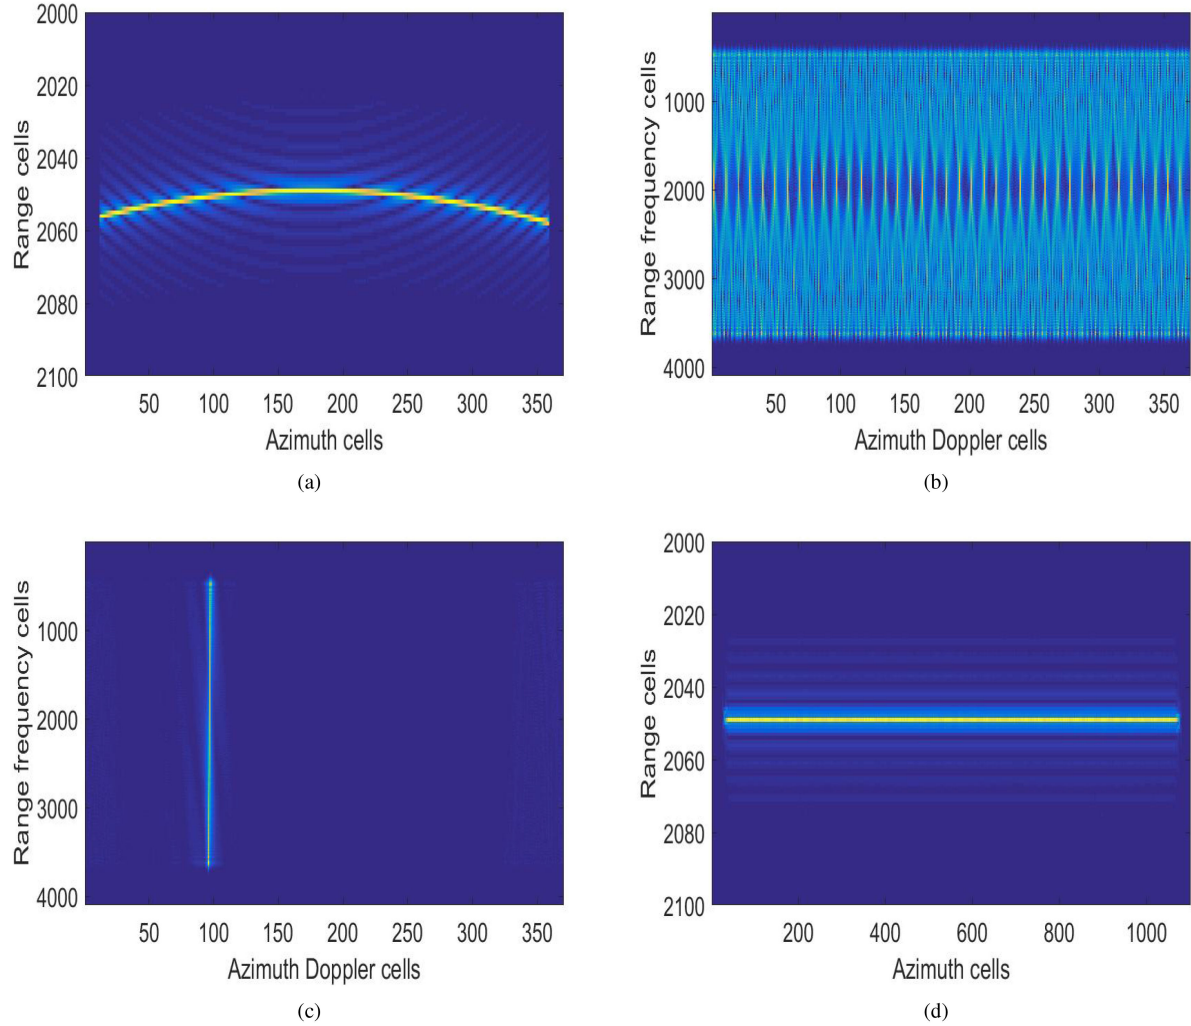 2000
2020
2040
2060
2080
2100
Range cells
50 100 150 200 250 300 350
Azimuth cells
(a)
1000
2000
3000
4000
Range frequency cells
50 100 150 200 250 300 350
Azimuth Doppler cells
(b)
1000
2000
3000
4000
Range frequency cells
50 100 150 200 250 300 350
Azimuth Doppler cells
(c)
2000
2020
2040
2060
2080
2100
Range cells
200 400 600 800 1000
Azimuth cells
(d)